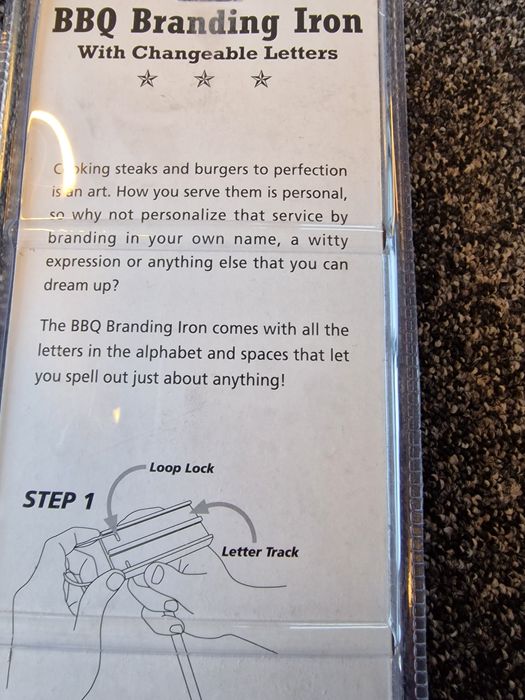 BBQ Branding Iron
With Changeable Letters
Cooking steaks and burgers to perfection
is an art. How you serve them is personal,
so why not personalize that service by
branding in your own name, a witty
expression or anything else that you can
dream up?
The BBQ Branding Iron comes with all the
letters in the alphabet and spaces that let
you spell out just about anything!
Loop Lock
STEP 1
Letter Track